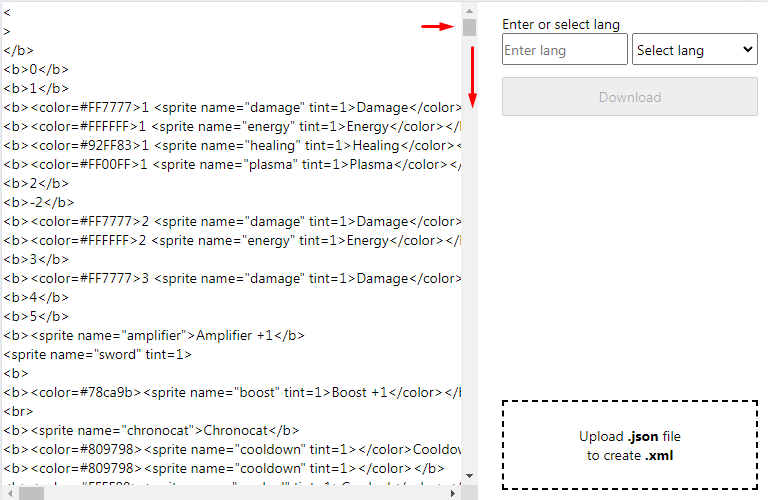 <
>
</b>
<b>0</b>
<b>1</b>
<b><color=#FF7777>1 <sprite name="damage" tint=1>Damage</color>
<b><color=#FFFFFF>1 <sprite name="energy" tint=1>Energy</color></
<b><color=#92FF83>1 <sprite name="healing" tint=1>Healing</color><
<b><color=#FF00FF>1 <sprite name="plasma" tint=1>Plasma</color></
<b>2</b>
<b>-2</b>
<b><color=#FF7777>2 <sprite name="damage" tint=1>Damage</color>
<b><color=#FFFFFF>2 <sprite name="energy" tint=1>Energy</color></
<b>3</b>
<b><color=#FF7777>3 <sprite name="damage" tint=1>Damage</color>
<b>4</b>
<b>5</b>
<b><sprite name="amplifier">Amplifier +1</b>
<sprite name="sword" tint=1>
<b>
<b><color=#78ca9b><sprite name="boost" tint=1>Boost +1</color></b
<br>
<b><sprite name="chronocat">Chronocat</b>
<b><color=#809798><sprite name="cooldown" tint=1></color>Cooldow
<b><color=#809798><sprite name="cooldown" tint=1></color></b>
Enter or select lang
Enter lang
Select lang
Download
Upload .json file
to create .xml